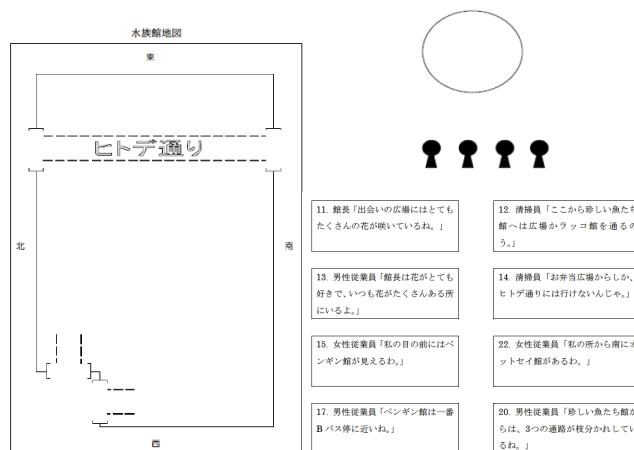 水族館地図
東
ヒトデ通り
北
南
西
11. 館長「出会いの広場にはとても
たくさんの花が咲いているね。」
12. 清掃員「ここから珍しい魚たち
館へは広場かラッコ館を通るの
う。」
13. 男性従業員「館長は花がとても
好きで、いつも花がたくさんある所
にいるよ。」
14. 清掃員「お弁当広場からしか、
ヒトデ通りには行けないんじゃ。」
15. 女性従業員「私の目の前にはペ
ンギン館が見えるわ。」
22. 女性従業員「私の所から南にオ
ットセイ館があるわ。」
17. 男性従業員「ペンギン館は一番
B バス停に近いね。」
20. 男性従業員「珍しい魚たち館か
らは、3つの通路が枝分かれしてい
るね。」